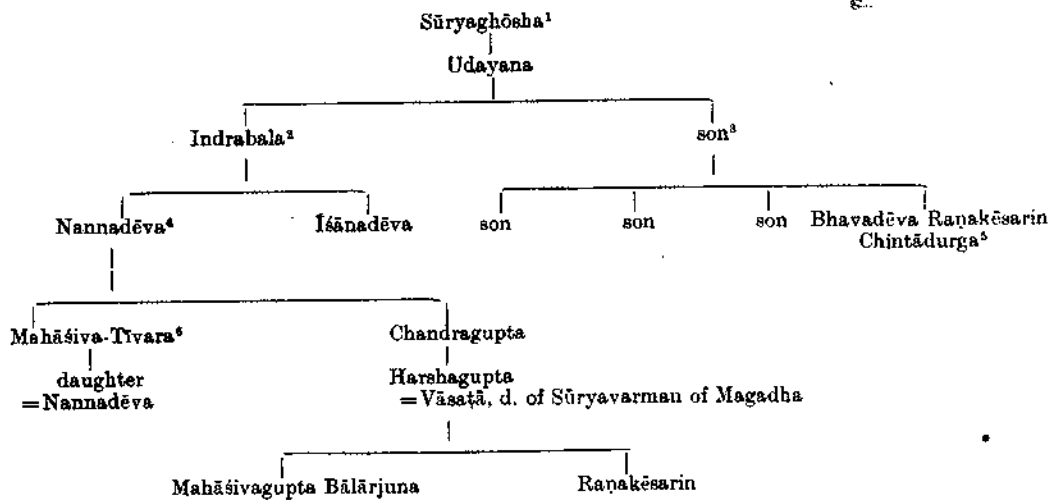 Sūryaghōsha¹
Udayana
Indrabala² son³
Nannadēva⁴ Īśānadēva son son son Bhavadēva Raṇakēsarin
Chintādurga⁵
Mahāśiva-Tīvara⁶ Chandragupta
daughter Harshagupta
=Nannadēva =Vāsaṭā, d. of Sūryavarman of Magadha
Mahāśivagupta Bālārjuna Raṇakēsarin